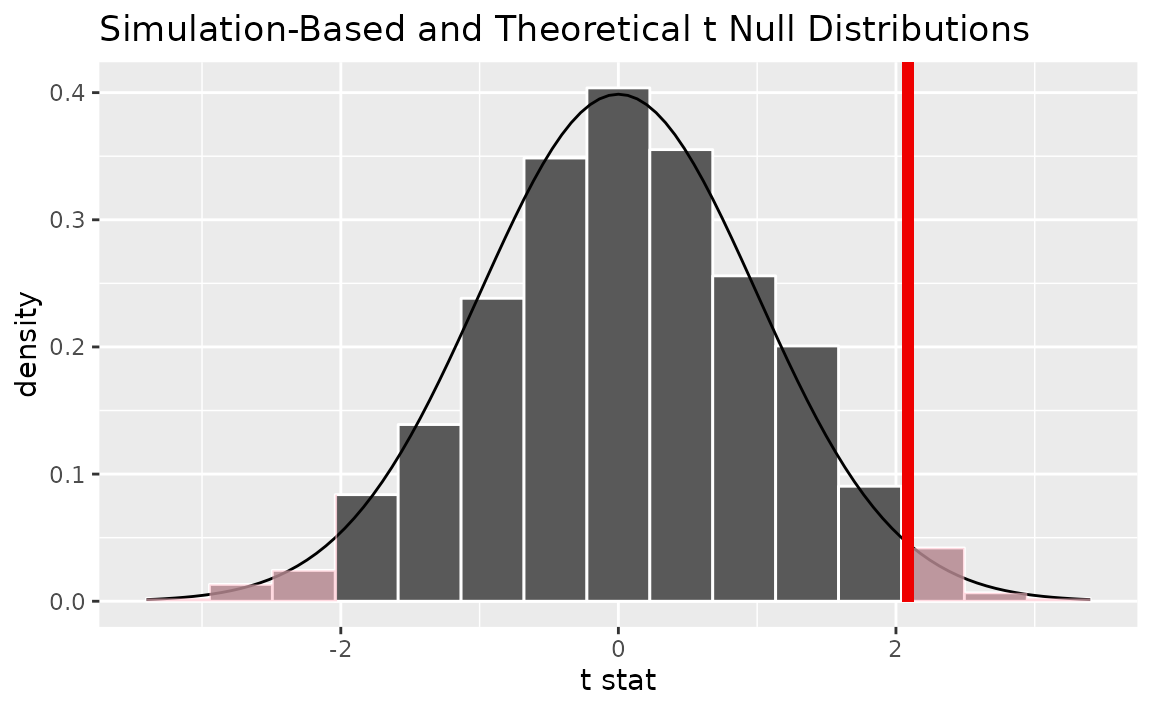 Simulation-Based and Theoretical t Null Distributions
0.4
0.3
0.2
0.1
0.0
density
-2 0 2
t stat